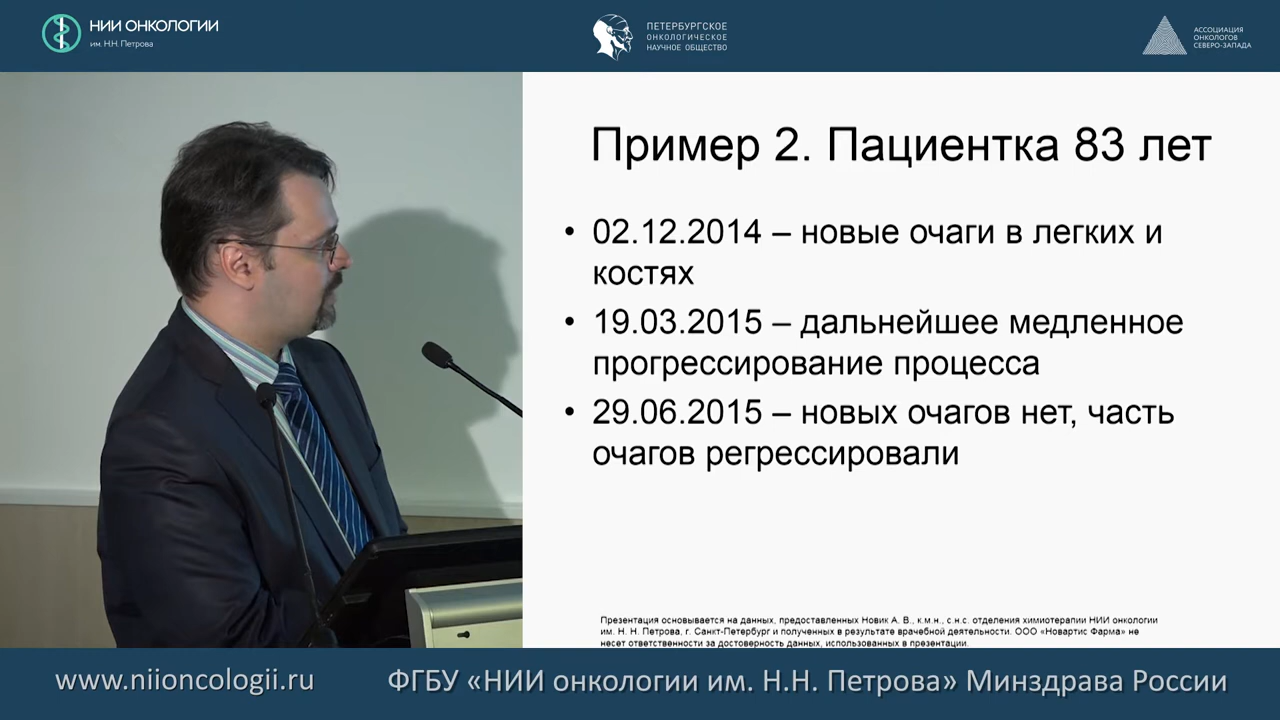 НИИ ОНКОЛОГИИ
им. Н.Н. Петрова
ПЕТЕРБУРГСКОЕ
ОНКОЛОГИЧЕСКОЕ
НАУЧНОЕ ОБЩЕСТВО
АССОЦИАЦИЯ
ОНКОЛОГОВ
СЕВЕРО-ЗАПАДА
Пример 2. Пациентка 83 лет
• 02.12.2014 – новые очаги в легких и
костях
• 19.03.2015 – дальнейшее медленное
прогрессирование процесса
• 29.06.2015 – новых очагов нет, часть
очагов регрессировали
Презентация основывается на данных, предоставленных Новик А. В., к.м.н., с.н.с. отделения химиотерапии НИИ онкологии
им. Н. Н. Петрова, г. Санкт-Петербург и полученных в результате врачебной деятельности. ООО «Новартис Фарма» не
несет ответственности за достоверность данных, использованных в презентации.
www.niioncologii.ru
ФГБУ «НИИ онкологии им. Н.Н. Петрова» Минздрава России